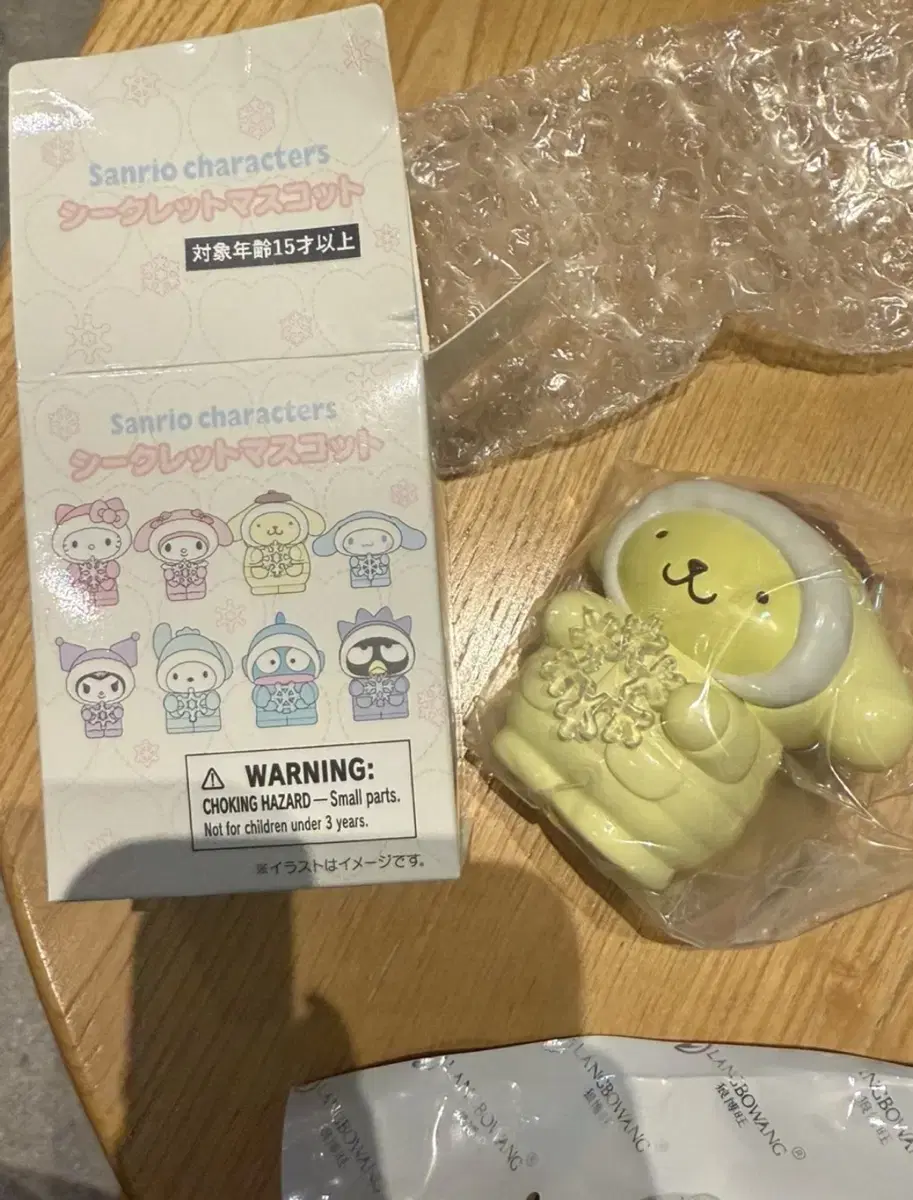 Sanrio characters
シークレットマスコット
対象年齢15才以上
Sanrio characters
シークレットマスコット
⚠ WARNING:
CHOKING HAZARD — Small parts.
Not for children under 3 years.
※イラストはイメージです。
LANGBOWANG
LANGBOWANG
LANGBOWANG®
LANGBOWANG